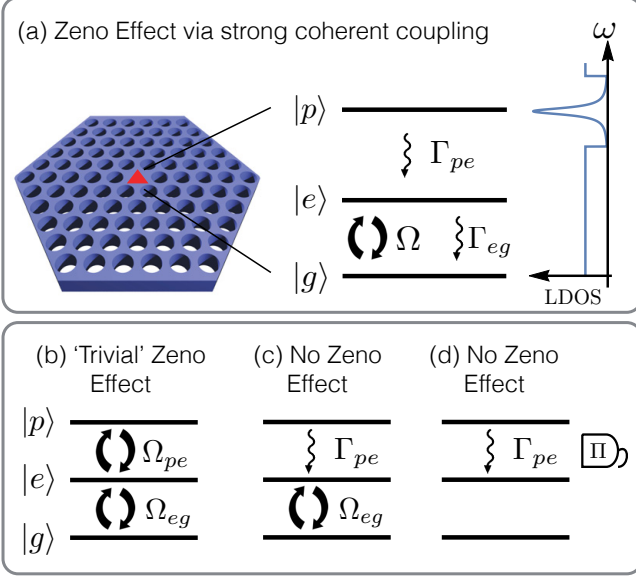 (a) Zeno Effect via strong coherent coupling
ω
|p⟩
Γpe
|e⟩
Ω
Γeg
|g⟩
LDOS
(b) ‘Trivial’ Zeno
Effect
(c) No Zeno
Effect
(d) No Zeno
Effect
|p⟩
Ωpe
Γpe
Γpe
Π
|e⟩
Ωeg
Ωeg
|g⟩